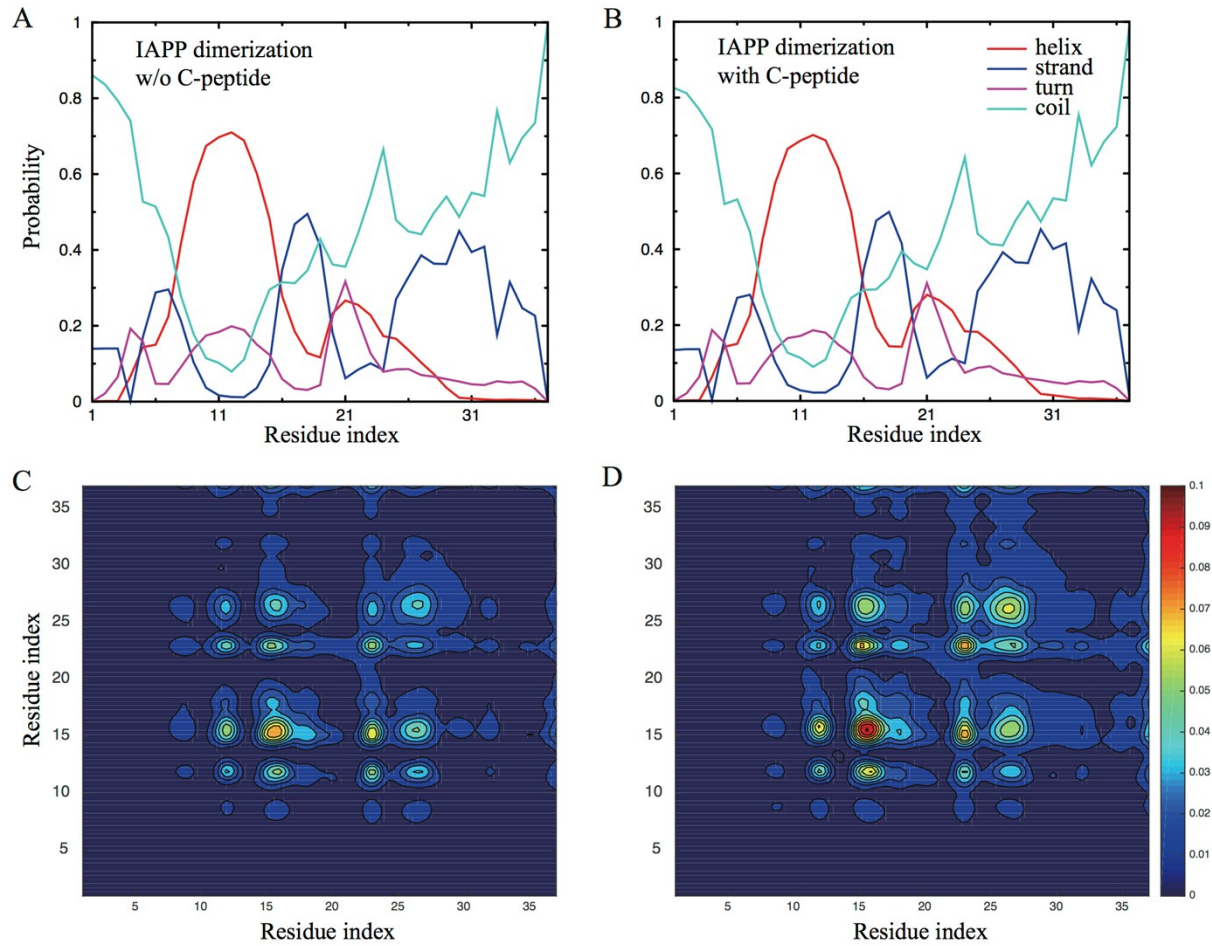 A
IAPP dimerization
w/o C-peptide
Probability
1
0.8
0.6
0.4
0.2
0
1 11 21 31
Residue index
B
IAPP dimerization
with C-peptide
helix
strand
turn
coil
1
0.8
0.6
0.4
0.2
0
1 11 21 31
Residue index
C
Residue index
35
30
25
20
15
10
5
5 10 15 20 25 30 35
Residue index
D
35
30
25
20
15
10
5
5 10 15 20 25 30 35
Residue index
0.1
0.09
0.08
0.07
0.06
0.05
0.04
0.03
0.02
0.01
0